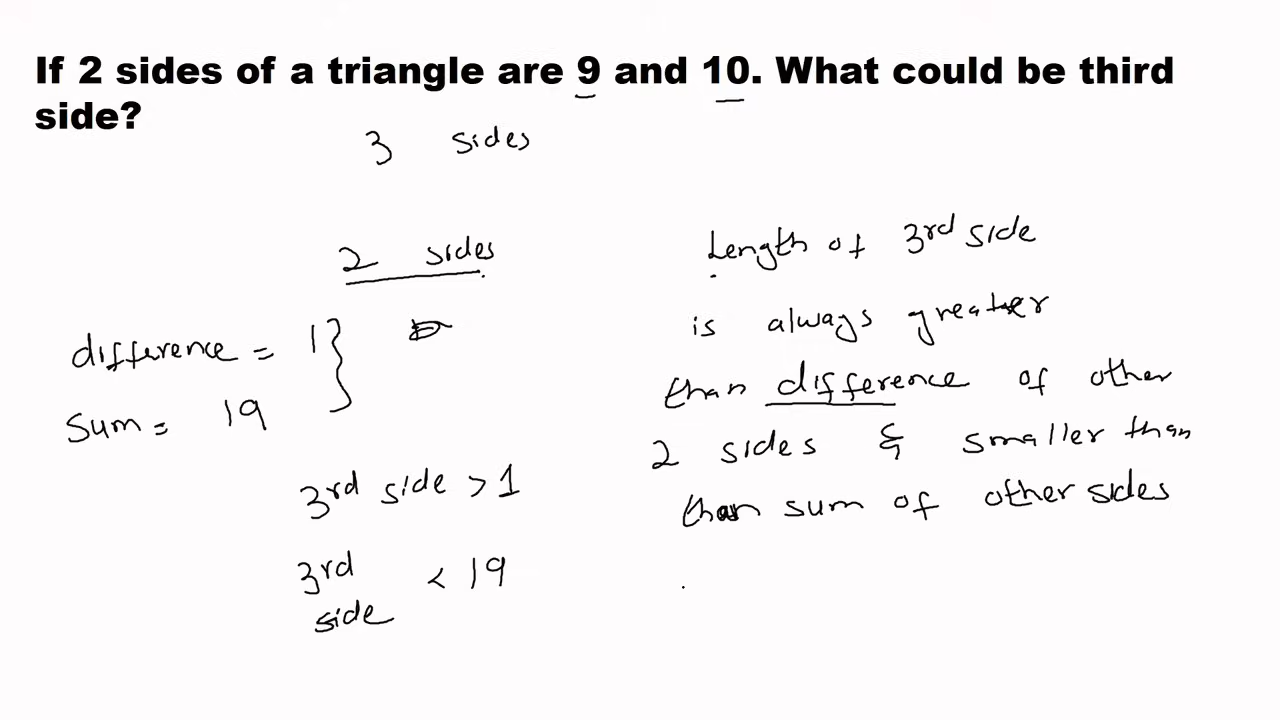 If 2 sides of a triangle are 9 and 10. What could be third
side?
3 sides
2 sides
difference = 1
sum = 19
3rd side > 1
3rd
side < 19
Length of 3rd side
is always greater
than difference of other
2 sides & smaller than
than sum of other sides